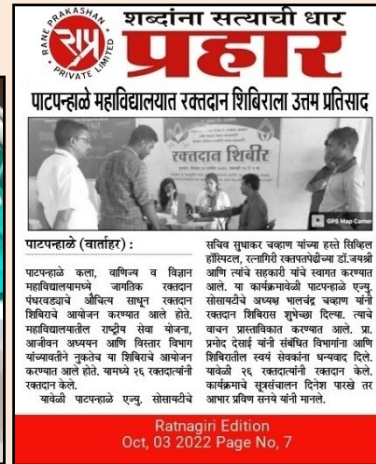 RANE PRAKASHAN
राप्र
PRIVATE LIMITED
शब्दांना सत्याची धार
प्रहार
पाटपन्हाळे महाविद्यालयात रक्तदान शिबिराला उत्तम प्रतिसाद
रक्तदान शिबीर
GPS Map Camer
पाटपन्हाळे (वार्ताहर) :
पाटपन्हाळे कला, वाणिज्य व विज्ञान
महाविद्यालयामध्ये जागतिक रक्तदान
पंधरवड्याचे औचित्य साधून रक्तदान
शिबिराचे आयोजन करण्यात आले होते.
महाविद्यालयातील राष्ट्रीय सेवा योजना,
आजीवन अध्ययन आणि विस्तार विभाग
यांच्यावतीने नुकतेच या शिबिराचे आयोजन
करण्यात आले होते. यामध्ये २६ रक्तदात्यांनी
रक्तदान केले.
यावेळी पाटपन्हाळे एज्यु. सोसायटीचे
सचिव सुधाकर चव्हाण यांच्या हस्ते सिव्हिल
हॉस्पिटल, रत्नागिरी रक्तपतपेढीच्या डॉ.जयश्री
आणि त्यांचे सहकारी यांचे स्वागत करण्यात
आले. या कार्यक्रमावेळी पाटपन्हाळे एज्यु.
सोसायटीचे अध्यक्ष भालचंद्र चव्हाण यांनी
रक्तदान शिबिरास शुभेच्छा दिल्या. त्याचे
वाचन प्रास्ताविकात करण्यात आले. प्रा.
प्रमोद देसाई यांनी संबंधित विभागांना आणि
शिबिरातील स्वयं सेवकांना धन्यवाद दिले.
यावेळी २६ रक्तदात्यांनी रक्तदान केले.
कार्यक्रमाचे सूत्रसंचालन दिनेश पारखे तर
आभार प्रविण सनये यांनी मानले.
Ratnagiri Edition
Oct, 03 2022 Page No, 7